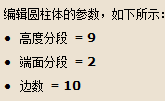 编辑圆柱体的参数，如下所示：
• 高度分段 = 9
• 端面分段 = 2
• 边数 = 10